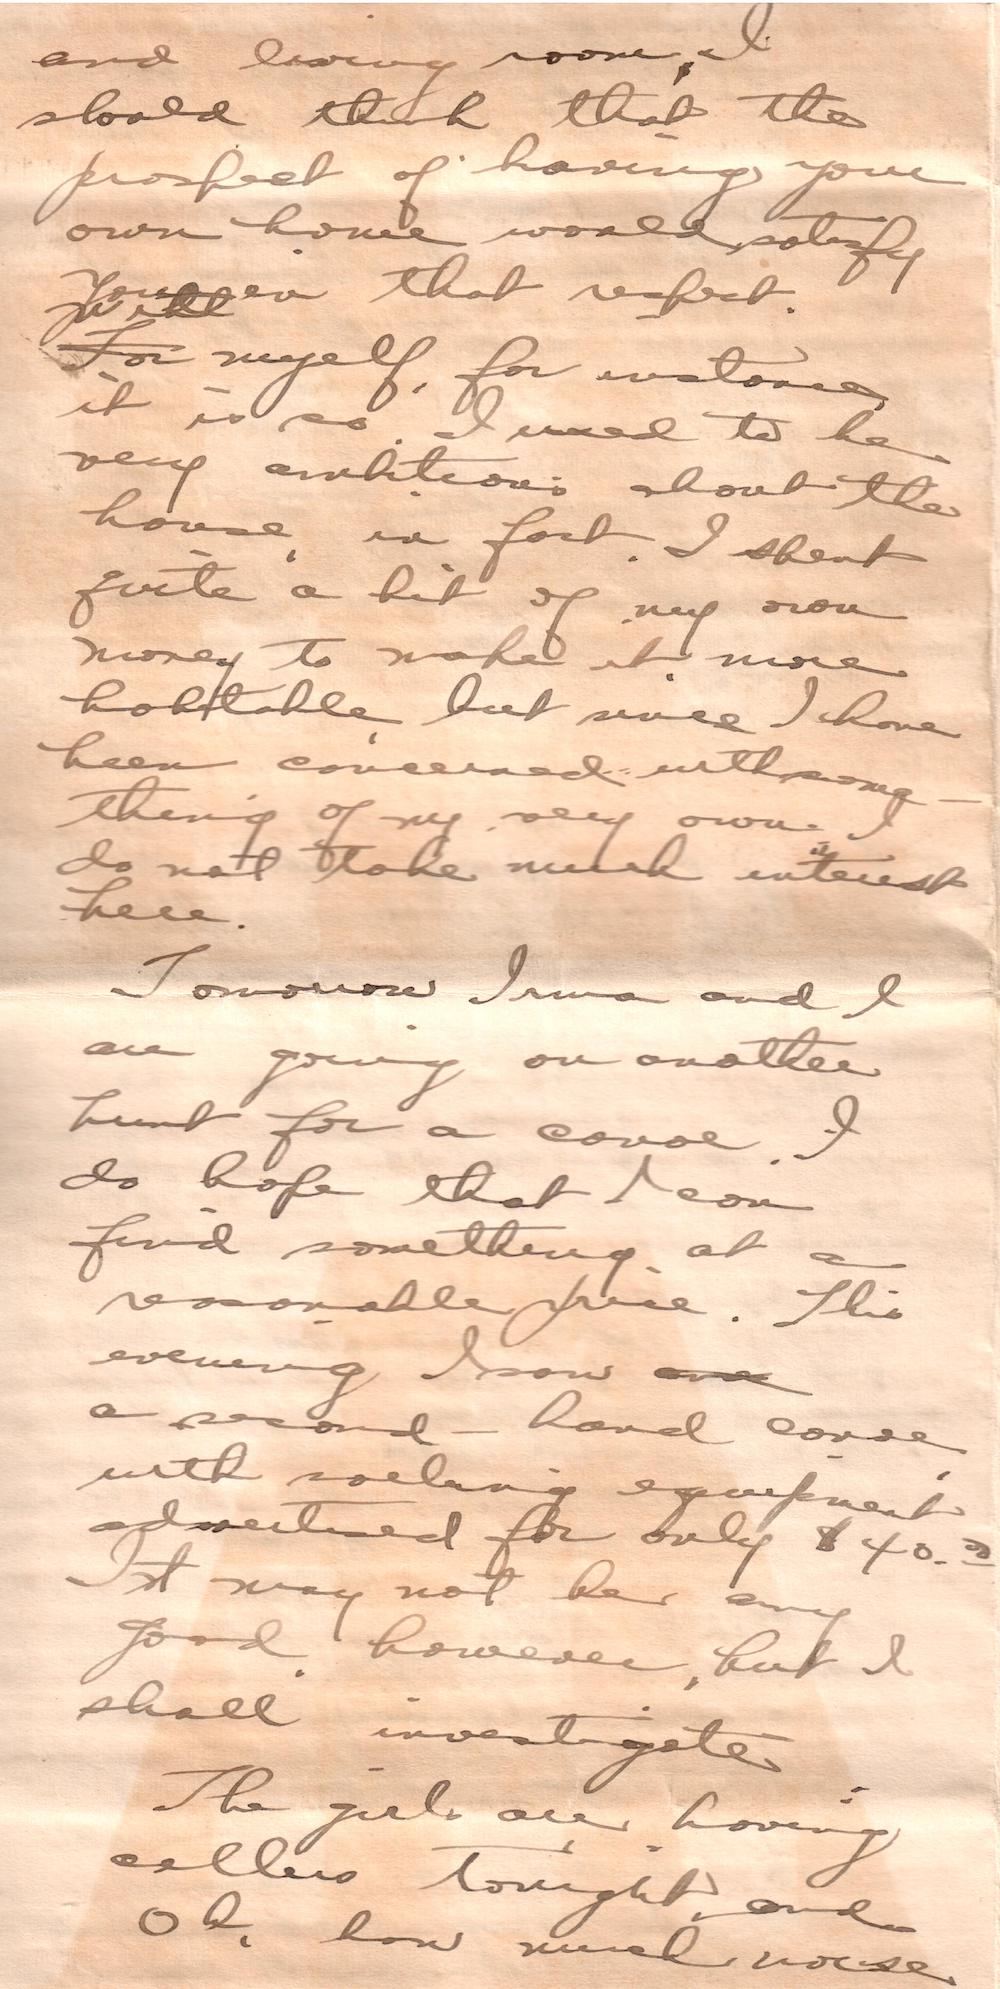 and living room, I
should think that the
prospect of having your
own home would satisfy
you in that respect.
With
For myself, for instance,
it is so. I used to be
very ambitious about the
house, in fact, I spent
quite a bit of my own
money to make it more
habitable, but since I have
been concerned with some-
thing of my very own I
do not take much interest
here.
Tomorrow Irma and I
are going on another
hunt for a canoe. I
do hope that I can
find something at a
reasonable price. This
evening I saw
a second-hand canoe,
with sailing equipment
advertised for only $40.00
It may not be any
good, however, but I
shall investigate
The girls are having
callers tonight, and
Oh, how much noise